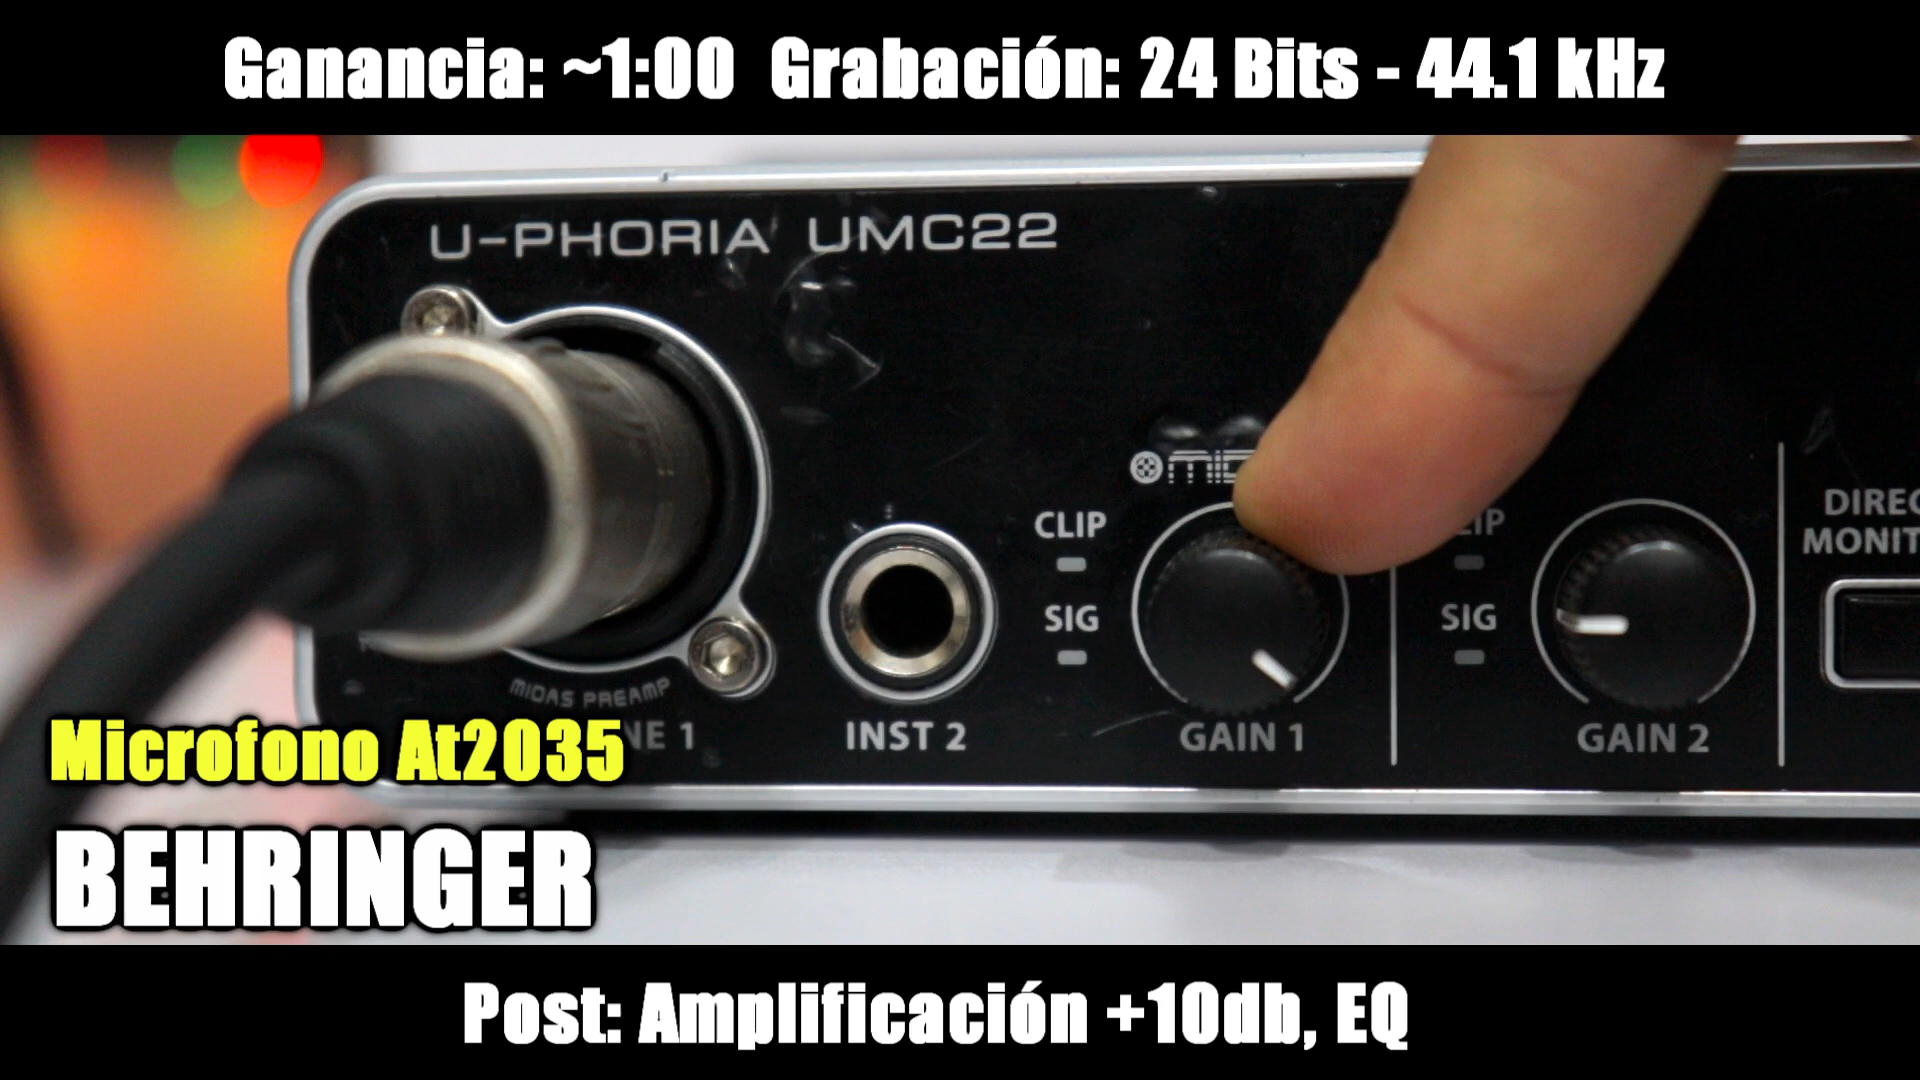 Ganancia: ~1:00 Grabación: 24 Bits - 44.1 kHz
U-PHORIA UMC22
CLIP
SIG
SIG
MIDAS PREAMP
INST 2
GAIN 1
GAIN 2
Microfono At2035
BEHRINGER
Post: Amplificación +10db, EQ